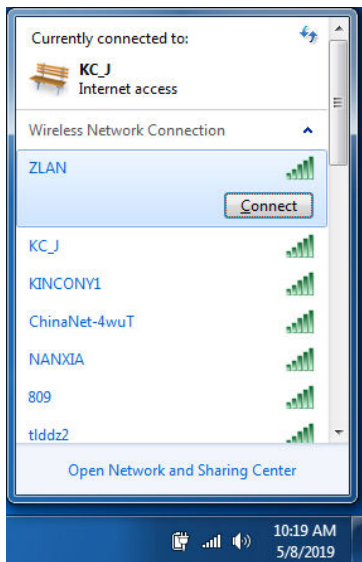 Currently connected to:
KC_J
Internet access
Wireless Network Connection
ZLAN
Connect
KC_J
KINCONY1
ChinaNet-4wuT
NANXIA
809
tlddz2
Open Network and Sharing Center
10:19 AM
5/8/2019